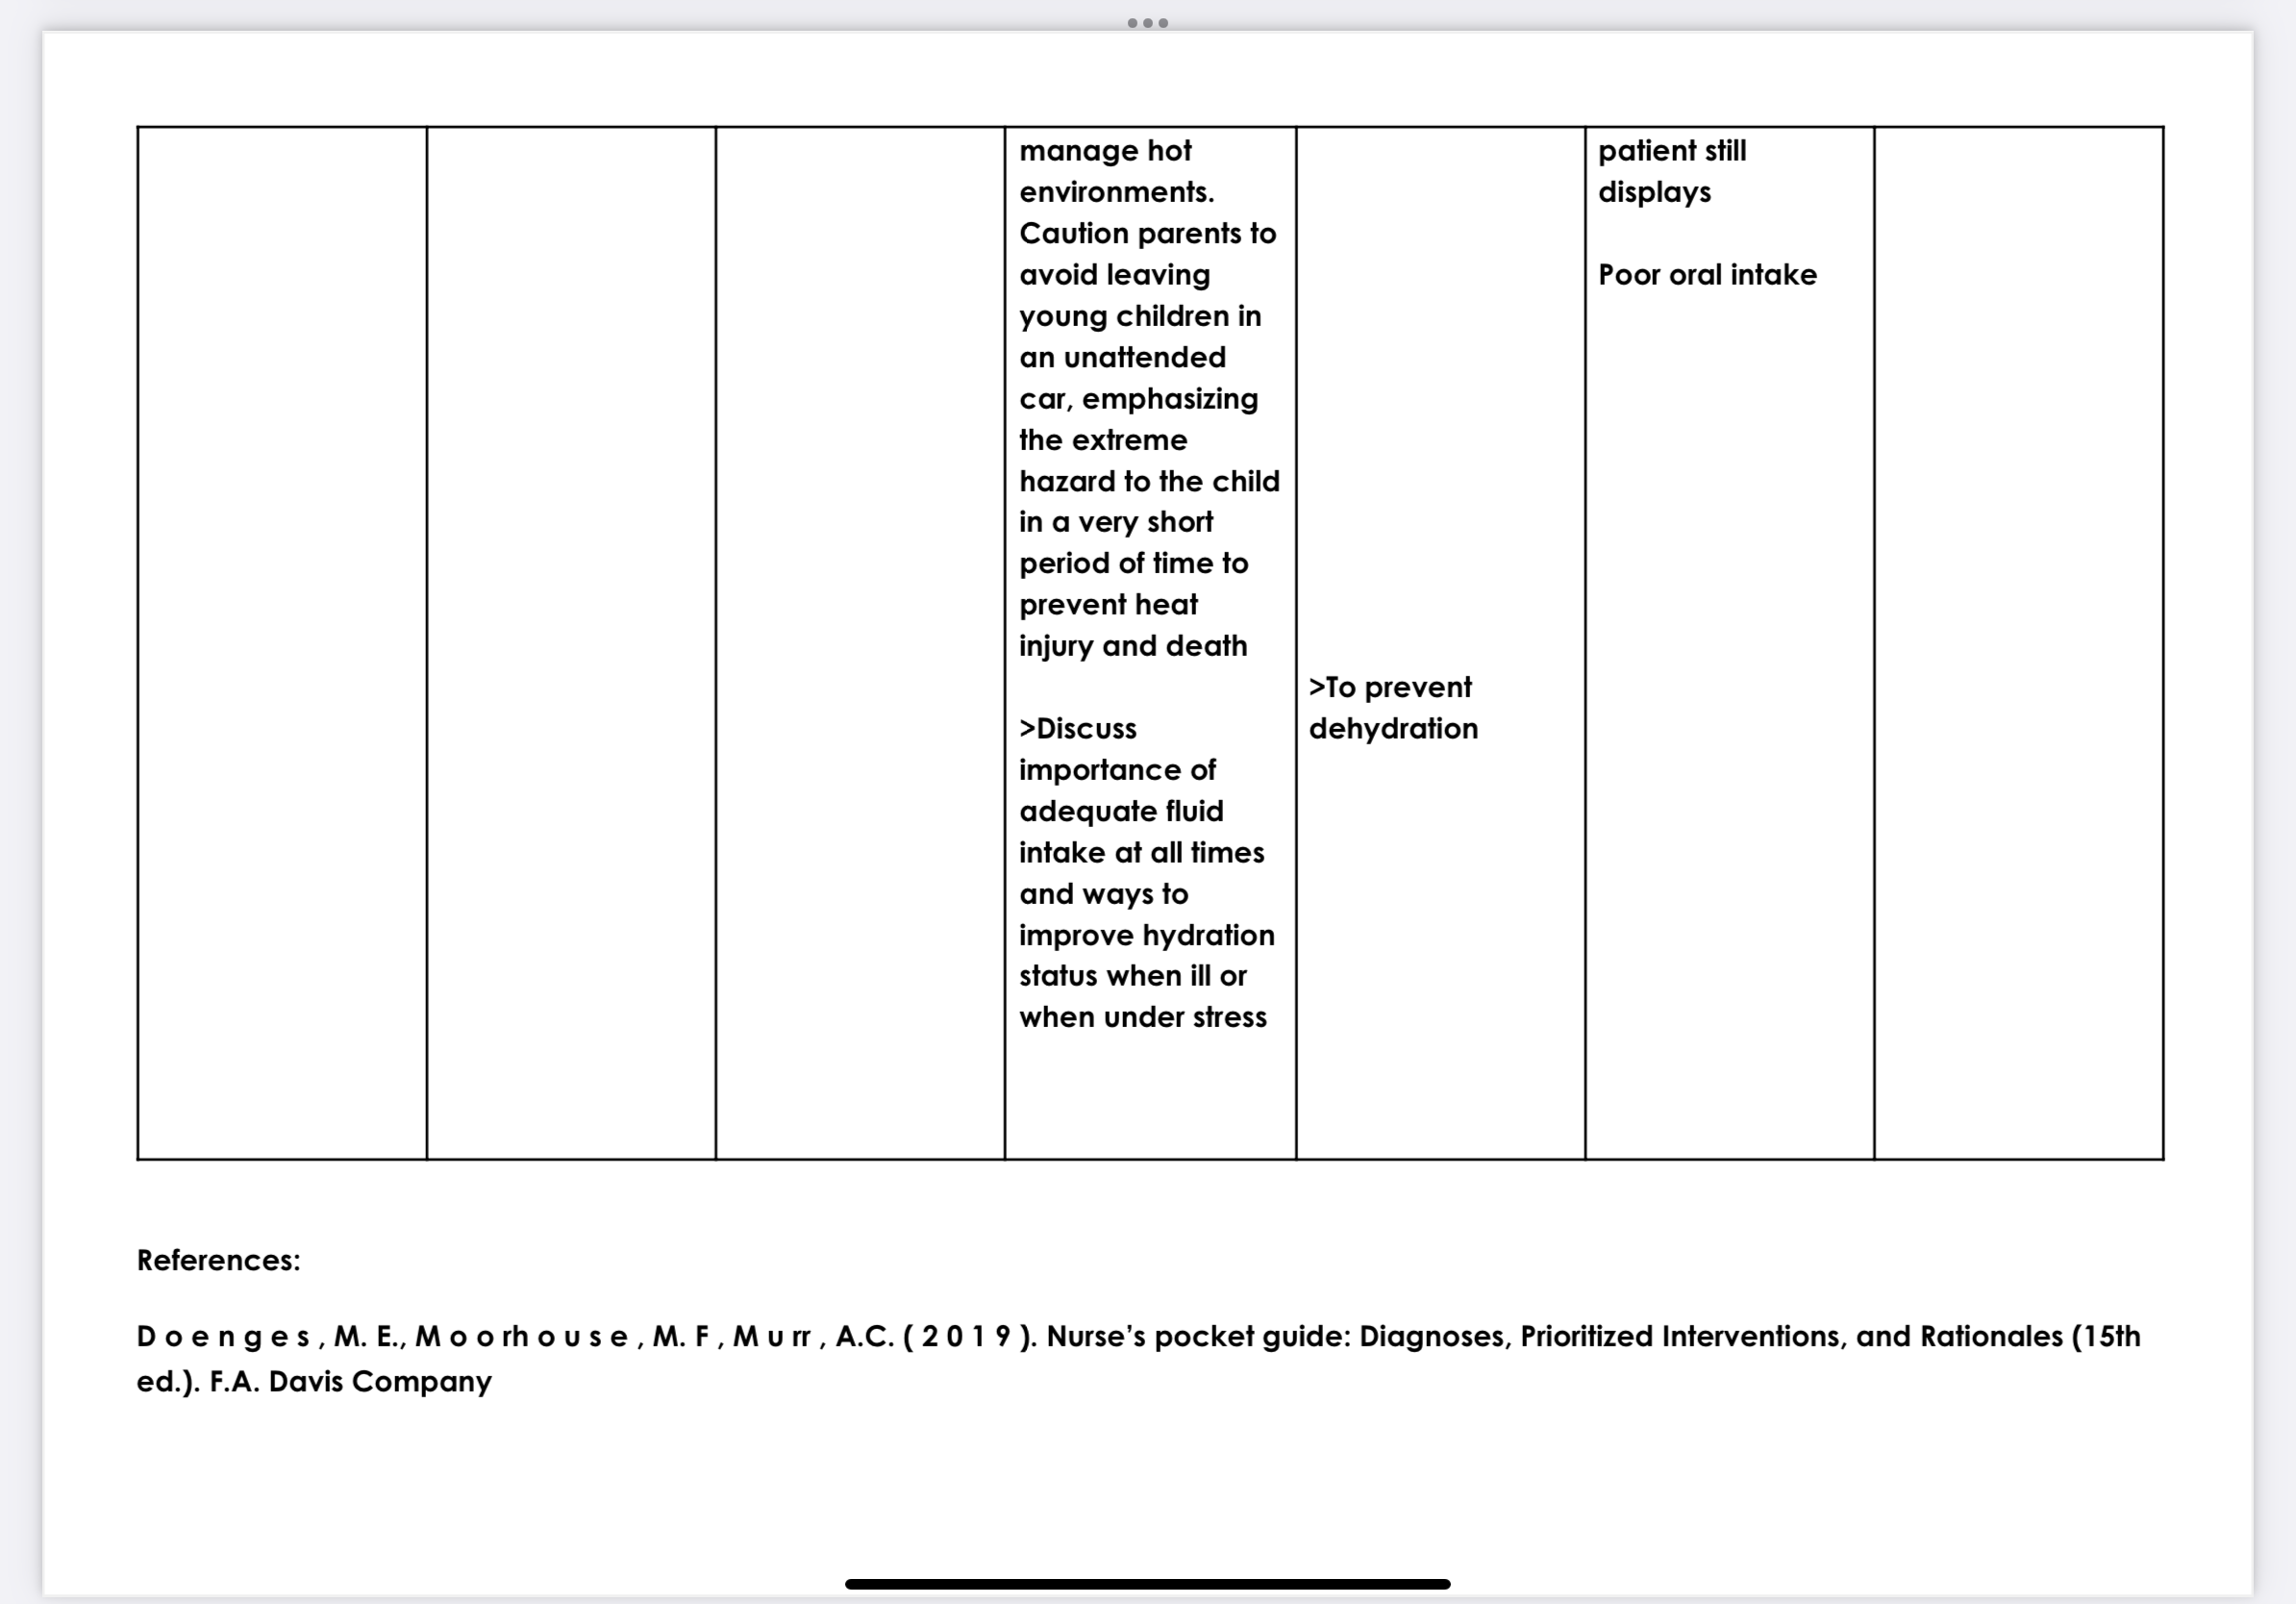 manage hot
environments.
Caution parents to
avoid leaving
young children in
an unattended
car, emphasizing
the extreme
hazard to the child
in a very short
period of time to
prevent heat
injury and death
>Discuss
importance of
adequate fluid
intake at all times
and ways to
improve hydration
status when ill or
when under stress
>To prevent
dehydration
patient still
displays
Poor oral intake
References:
D o e n g e s , M. E., M o o rh o u s e , M. F , M u rr , A.C. ( 2 0 1 9 ). Nurse’s pocket guide: Diagnoses, Prioritized Interventions, and Rationales (15th
ed.). F.A. Davis Company